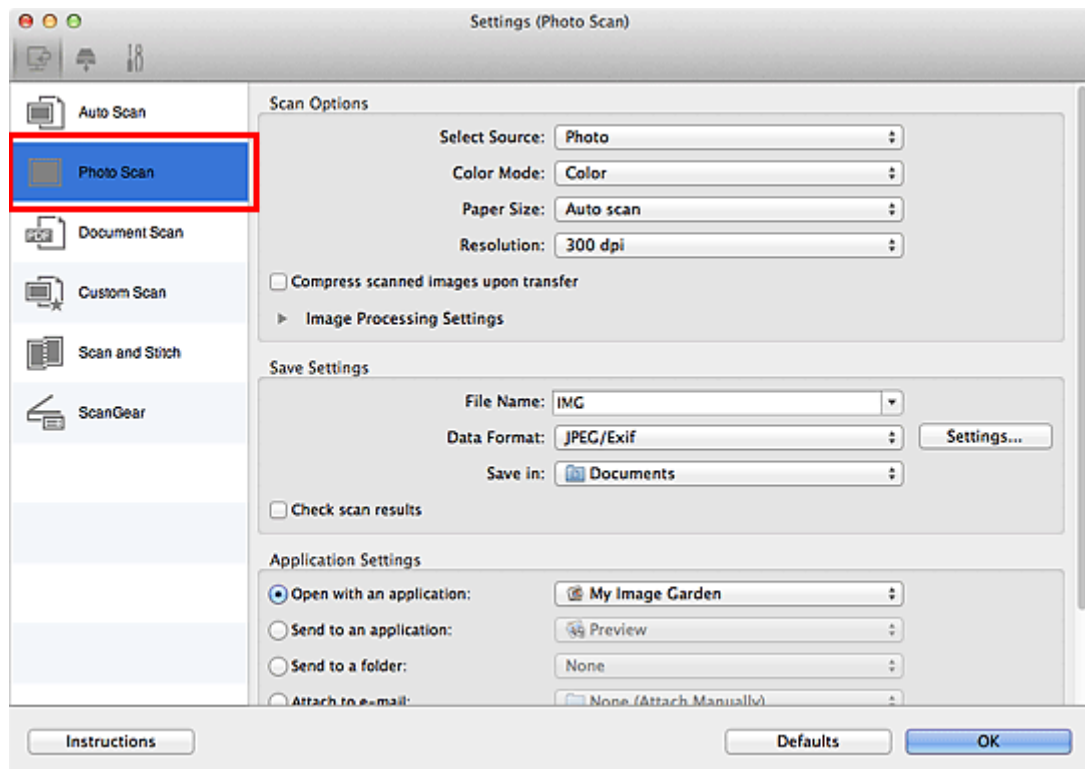 Settings (Photo Scan)
Auto Scan
Photo Scan
PDF
Document Scan
Custom Scan
Scan and Stitch
ScanGear
Scan Options
Select Source: Photo
Color Mode: Color
Paper Size: Auto scan
Resolution: 300 dpi
Compress scanned images upon transfer
Image Processing Settings
Save Settings
File Name: IMG
Data Format: JPEG/Exif Settings...
Save in: Documents
Check scan results
Application Settings
Open with an application: My Image Garden
Send to an application: Preview
Send to a folder: None
Attach to e-mail: None (Attach Manually)
Instructions Defaults OK